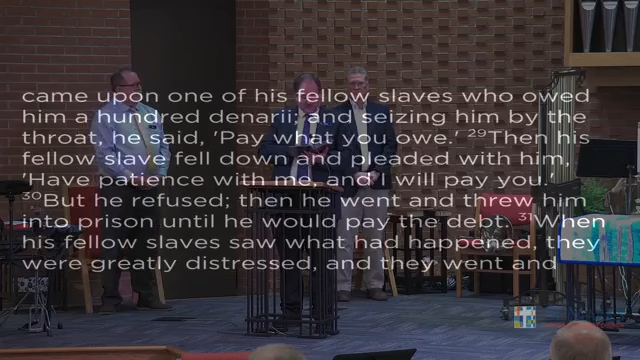 came upon one of his fellow slaves who owed
him a hundred denarii; and seizing him by the
throat, he said, 'Pay what you owe.' ²⁹Then his
fellow slave fell down and pleaded with him,
'Have patience with me, and I will pay you.'
³⁰But he refused; then he went and threw him
into prison until he would pay the debt. ³¹When
his fellow slaves saw what had happened, they
were greatly distressed, and they went and